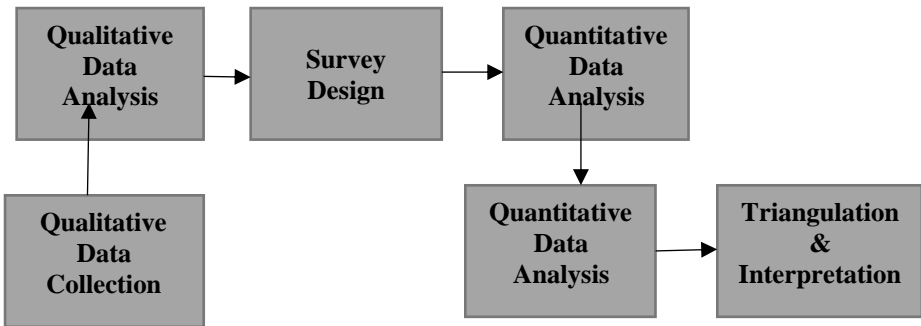 Qualitative
Data
Analysis
Survey
Design
Quantitative
Data
Analysis
Qualitative
Data
Collection
Quantitative
Data
Analysis
Triangulation
&
Interpretation